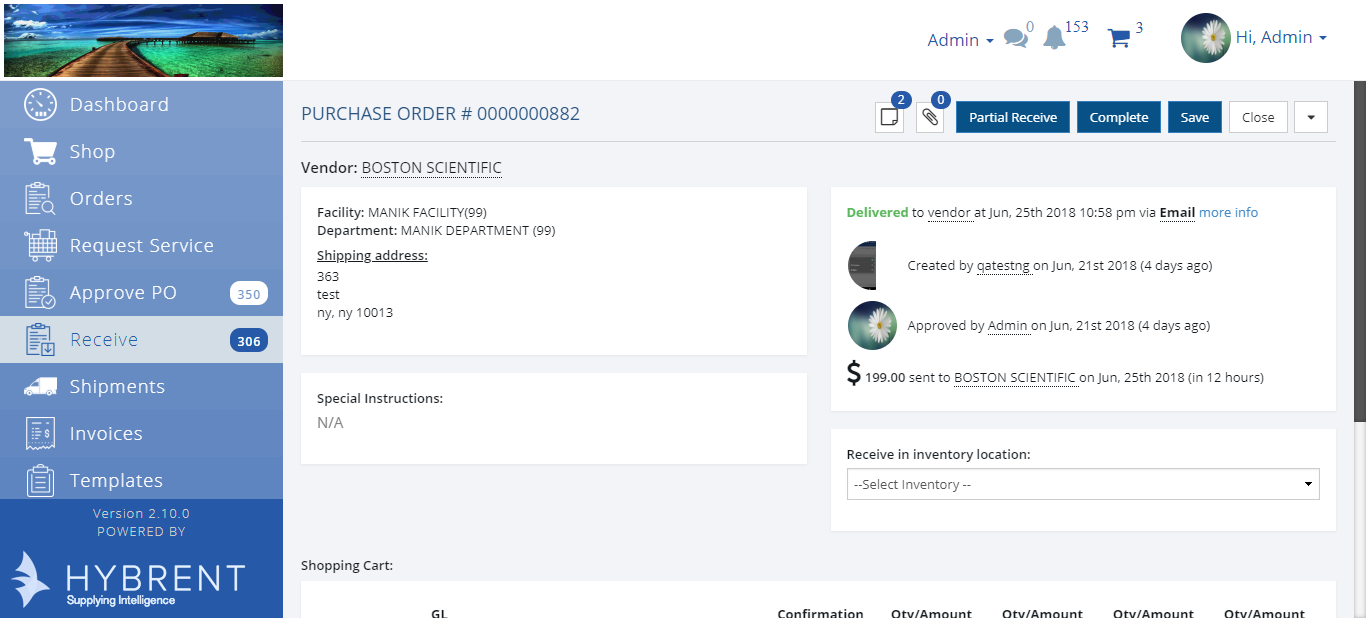 Admin
0
153
3
Hi, Admin
Dashboard
Shop
Orders
Request Service
Approve PO 350
Receive 306
Shipments
Invoices
Templates
Version 2.10.0
POWERED BY
HYBRENT
Supplying Intelligence
PURCHASE ORDER # 0000000882
2
0
Partial Receive
Complete
Save
Close
Vendor: BOSTON SCIENTIFIC
Facility: MANIK FACILITY(99)
Department: MANIK DEPARTMENT (99)
Shipping address:
363
test
ny, ny 10013
Special Instructions:
N/A
Delivered to vendor at Jun, 25th 2018 10:58 pm via Email more info
Created by qatestng on Jun, 21st 2018 (4 days ago)
Approved by Admin on Jun, 21st 2018 (4 days ago)
$ 199.00 sent to BOSTON SCIENTIFIC on Jun, 25th 2018 (in 12 hours)
Receive in inventory location:
--Select Inventory --
Shopping Cart:
GL Confirmation Qty/Amount Qty/Amount Qty/Amount Qty/Amount